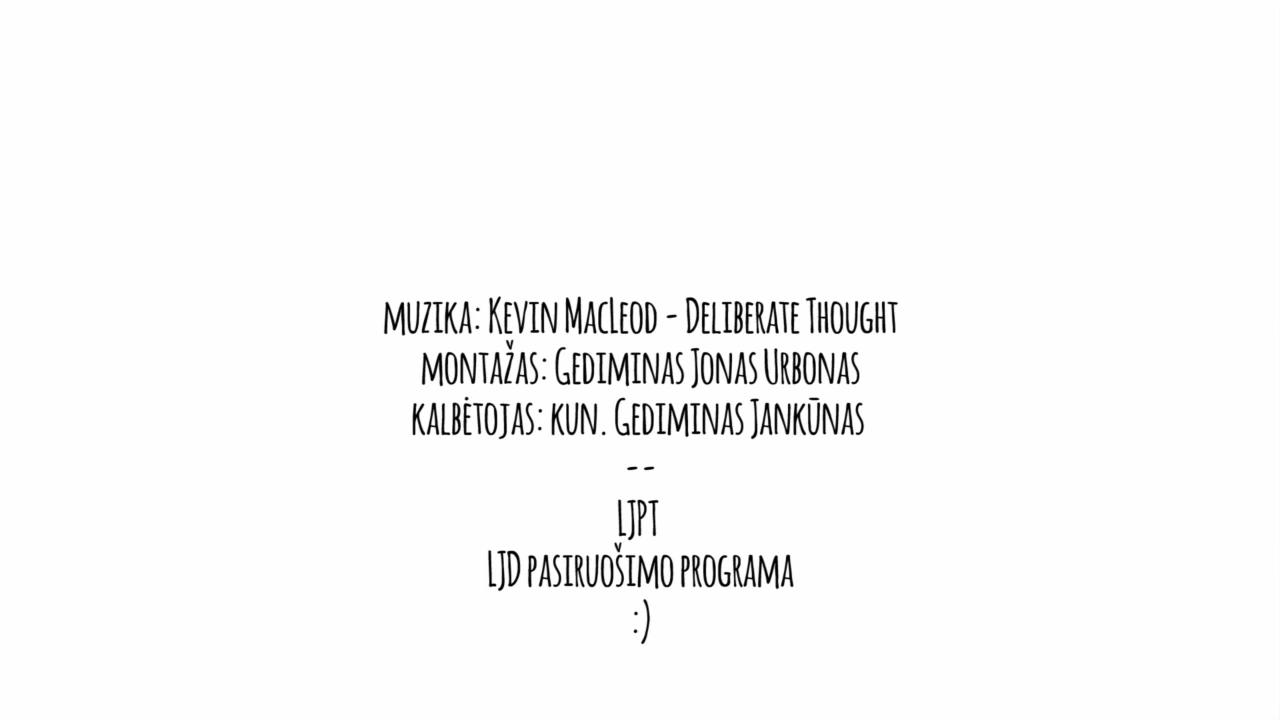 muzika: Kevin MacLeod - Deliberate Thought
montažas: Gediminas Jonas Urbonas
kalbėtojas: kun. Gediminas Jankūnas
--
LJPT
LJD pasiruošimo programa
:)